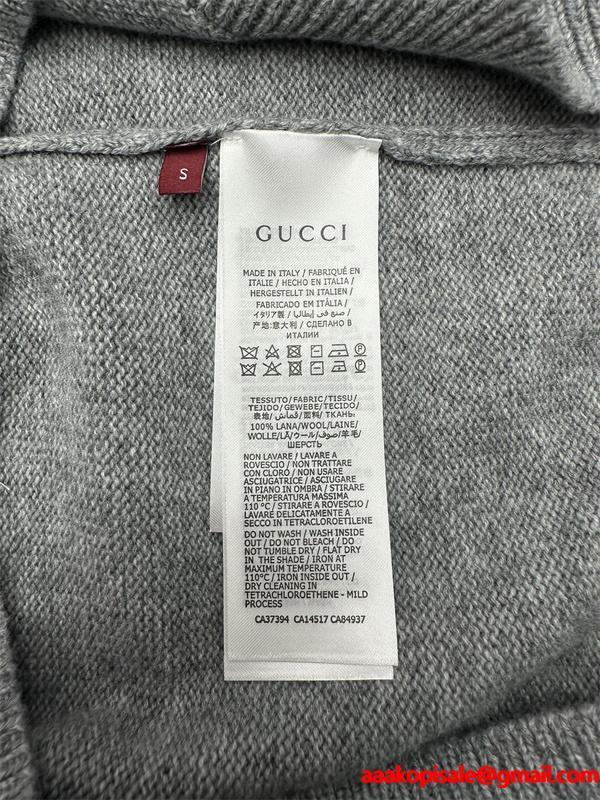 S
GUCCI
MADE IN ITALY / FABRIQUÉ EN
ITALIE / HECHO EN ITALIA /
HERGESTELLT IN ITALIEN /
FABRICADO EM ITÁLIA /
イタリア製 / صنع في إيطاليا /
产地:意大利 / СДЕЛАНО В
ИТАЛИИ
TESSUTO/FABRIC/TISSU/
TEJIDO/GEWEBE/TECIDO/
表地/قماش/面料/ТКАНЬ:
100% LANA/WOOL/LAINE/
WOLLE/LÃ/ウール/صوف/羊毛/
ШЕРСТЬ
NON LAVARE / LAVARE A
ROVESCIO / NON TRATTARE
CON CLORO / NON USARE
ASCIUGATRICE / ASCIUGARE
IN PIANO IN OMBRA / STIRARE
A TEMPERATURA MASSIMA
110 °C / STIRARE A ROVESCIO /
LAVARE DELICATAMENTE A
SECCO IN TETRACLOROETILENE
DO NOT WASH / WASH INSIDE
OUT / DO NOT BLEACH / DO
NOT TUMBLE DRY / FLAT DRY
IN THE SHADE / IRON AT
MAXIMUM TEMPERATURE
110°C / IRON INSIDE OUT /
DRY CLEANING IN
TETRACHLOROETHENE - MILD
PROCESS
CA37394 CA14517 CA84937
aaakopisale@gmail.com